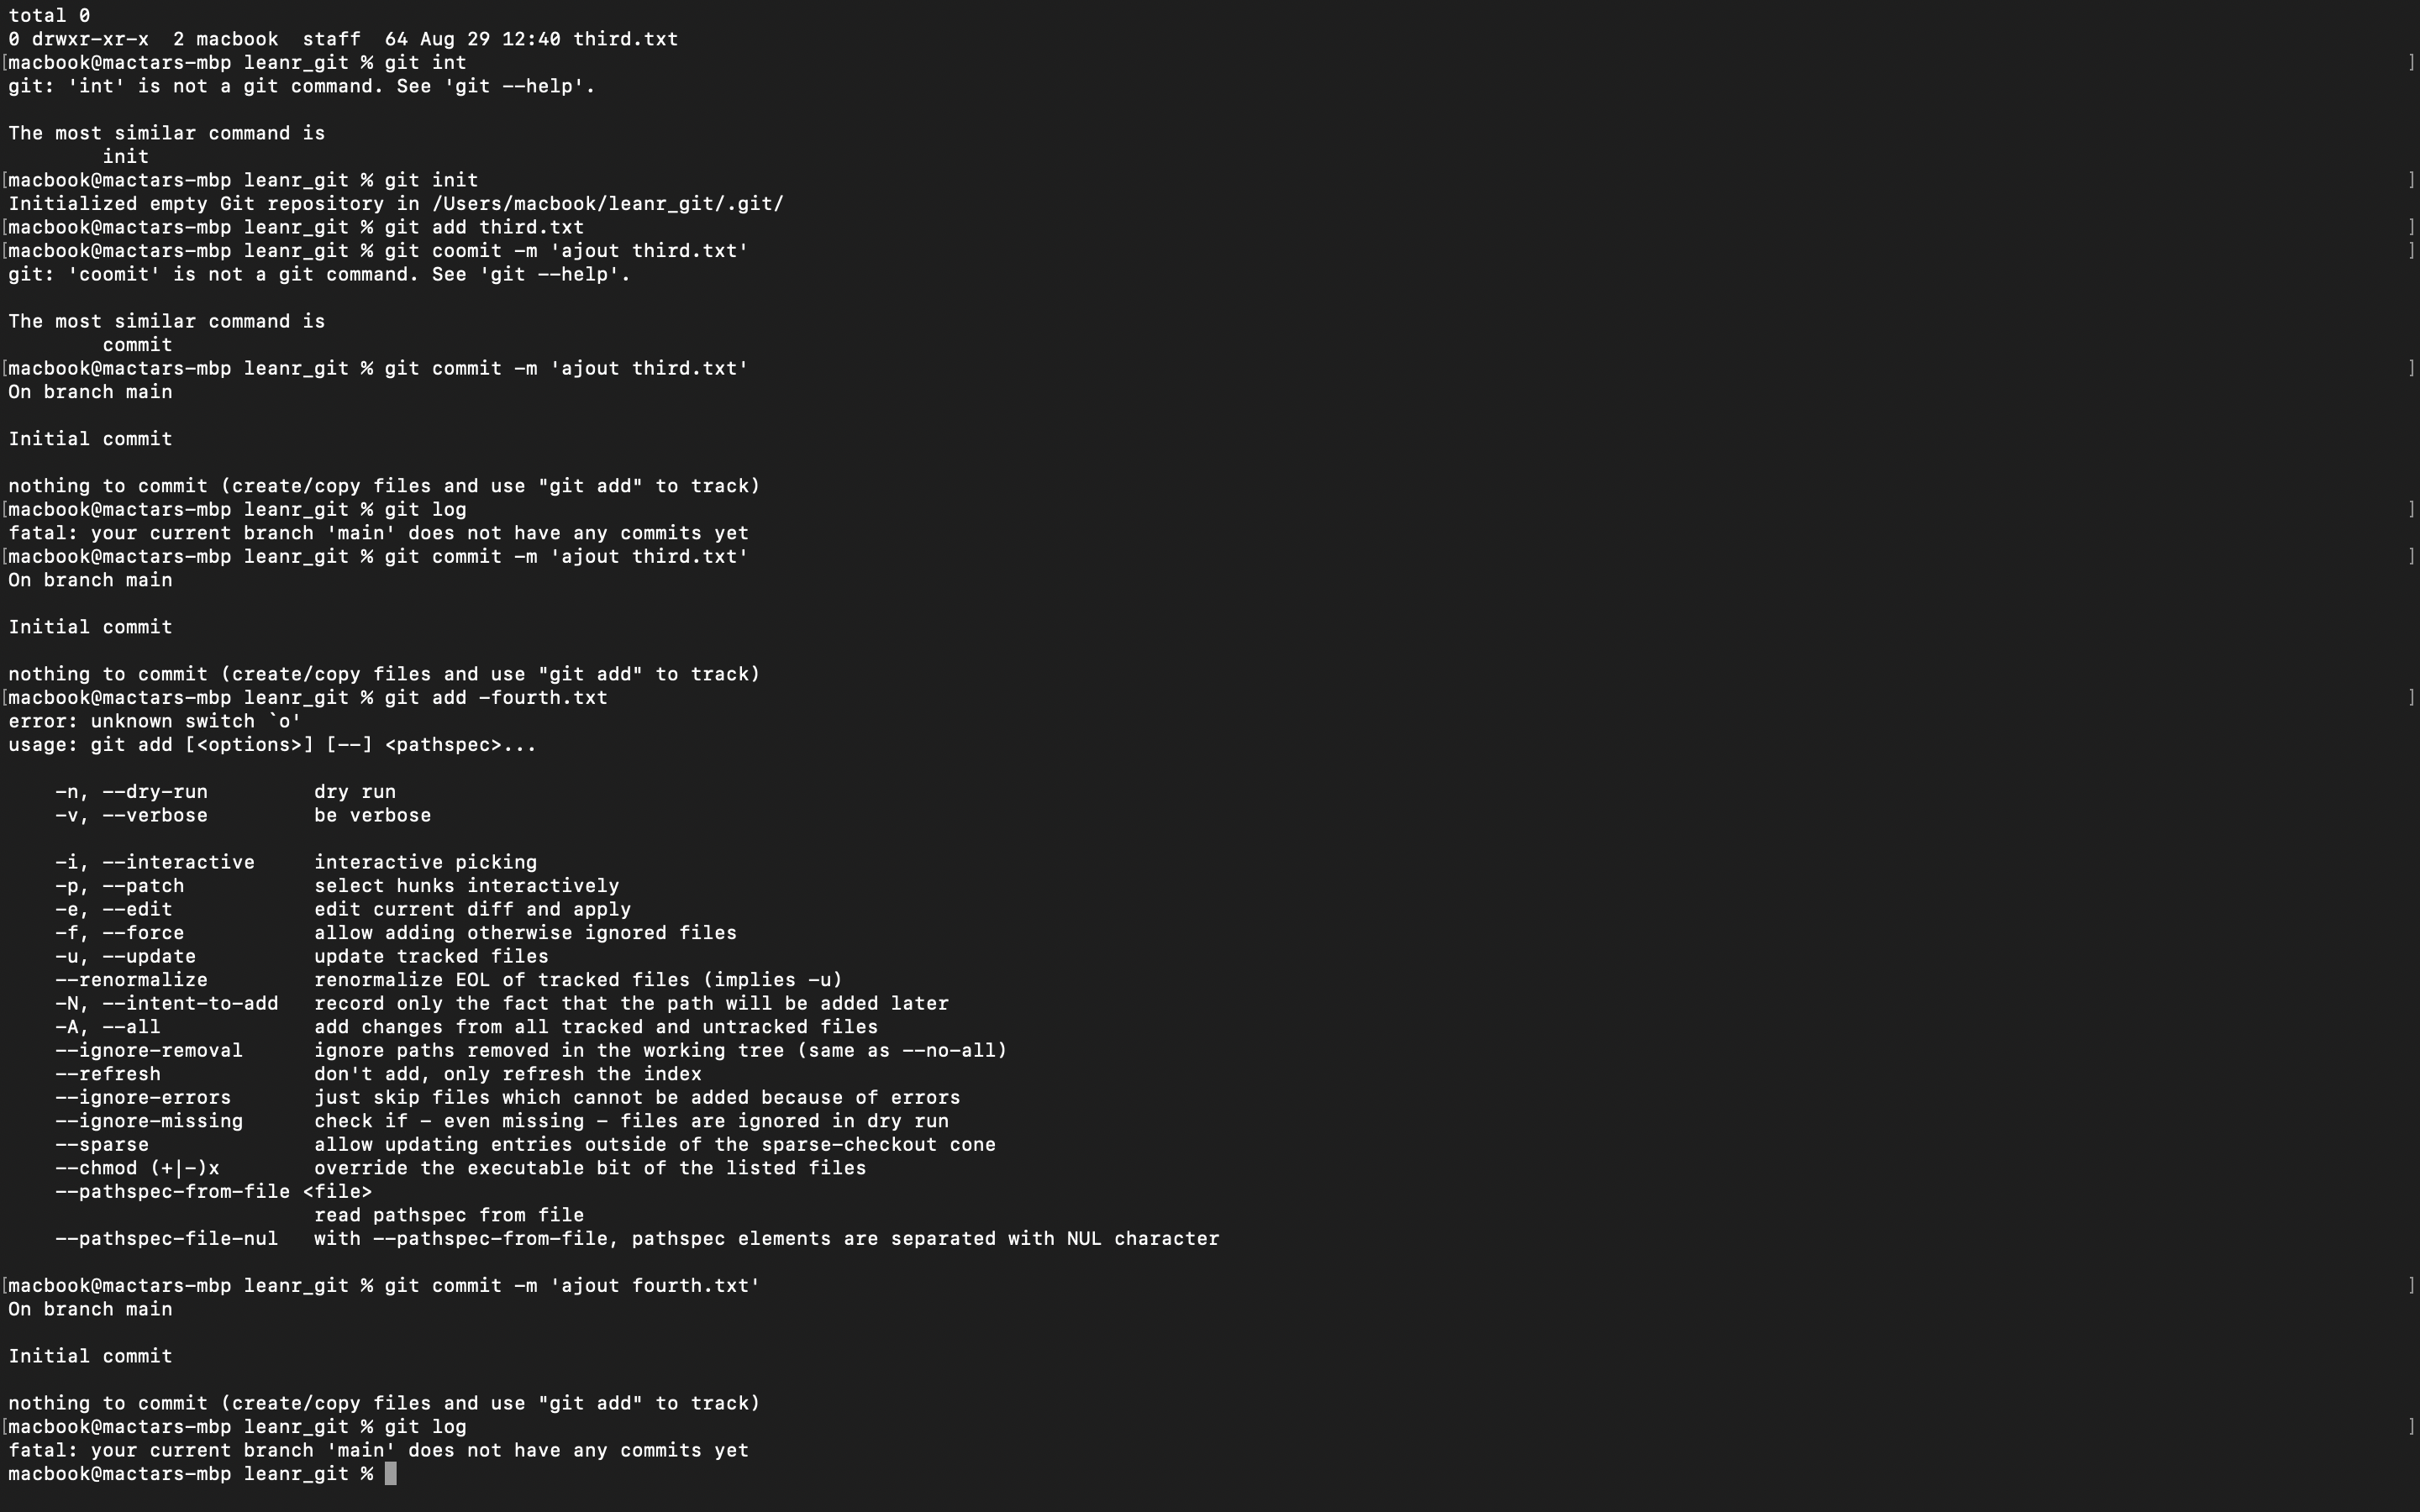 total 0
0 drwxr-xr-x  2 macbook  staff  64 Aug 29 12:40 third.txt
[macbook@mactars-mbp leanr_git % git int ]
git: 'int' is not a git command. See 'git --help'.

The most similar command is
        init
[macbook@mactars-mbp leanr_git % git init ]
Initialized empty Git repository in /Users/macbook/leanr_git/.git/
[macbook@mactars-mbp leanr_git % git add third.txt ]
[macbook@mactars-mbp leanr_git % git coomit -m 'ajout third.txt' ]
git: 'coomit' is not a git command. See 'git --help'.

The most similar command is
        commit
[macbook@mactars-mbp leanr_git % git commit -m 'ajout third.txt' ]
On branch main

Initial commit

nothing to commit (create/copy files and use "git add" to track)
[macbook@mactars-mbp leanr_git % git log ]
fatal: your current branch 'main' does not have any commits yet
[macbook@mactars-mbp leanr_git % git commit -m 'ajout third.txt' ]
On branch main

Initial commit

nothing to commit (create/copy files and use "git add" to track)
[macbook@mactars-mbp leanr_git % git add -fourth.txt ]
error: unknown switch `o'
usage: git add [<options>] [--] <pathspec>...

    -n, --dry-run         dry run
    -v, --verbose         be verbose

    -i, --interactive     interactive picking
    -p, --patch           select hunks interactively
    -e, --edit            edit current diff and apply
    -f, --force           allow adding otherwise ignored files
    -u, --update          update tracked files
    --renormalize         renormalize EOL of tracked files (implies -u)
    -N, --intent-to-add   record only the fact that the path will be added later
    -A, --all             add changes from all tracked and untracked files
    --ignore-removal      ignore paths removed in the working tree (same as --no-all)
    --refresh             don't add, only refresh the index
    --ignore-errors       just skip files which cannot be added because of errors
    --ignore-missing      check if - even missing - files are ignored in dry run
    --sparse              allow updating entries outside of the sparse-checkout cone
    --chmod (+|-)x        override the executable bit of the listed files
    --pathspec-from-file <file>
                          read pathspec from file
    --pathspec-file-nul   with --pathspec-from-file, pathspec elements are separated with NUL character

[macbook@mactars-mbp leanr_git % git commit -m 'ajout fourth.txt' ]
On branch main

Initial commit

nothing to commit (create/copy files and use "git add" to track)
[macbook@mactars-mbp leanr_git % git log ]
fatal: your current branch 'main' does not have any commits yet
macbook@mactars-mbp leanr_git %